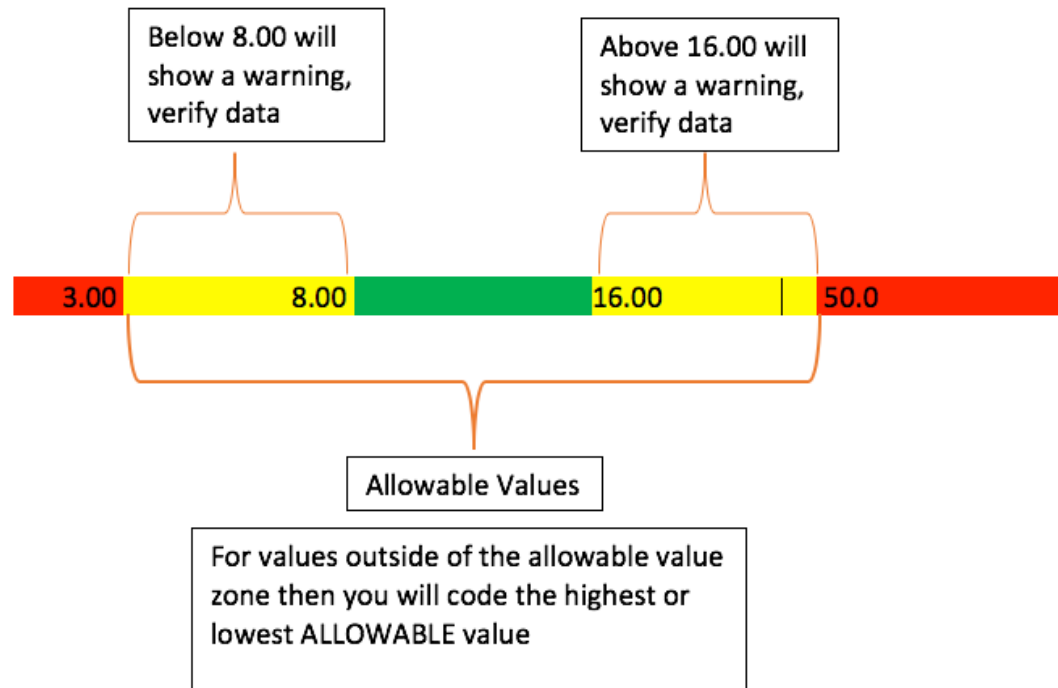 Below 8.00 will
show a warning,
verify data
Above 16.00 will
show a warning,
verify data
3.00
8.00
16.00
50.0
Allowable Values
For values outside of the allowable value
zone then you will code the highest or
lowest ALLOWABLE value